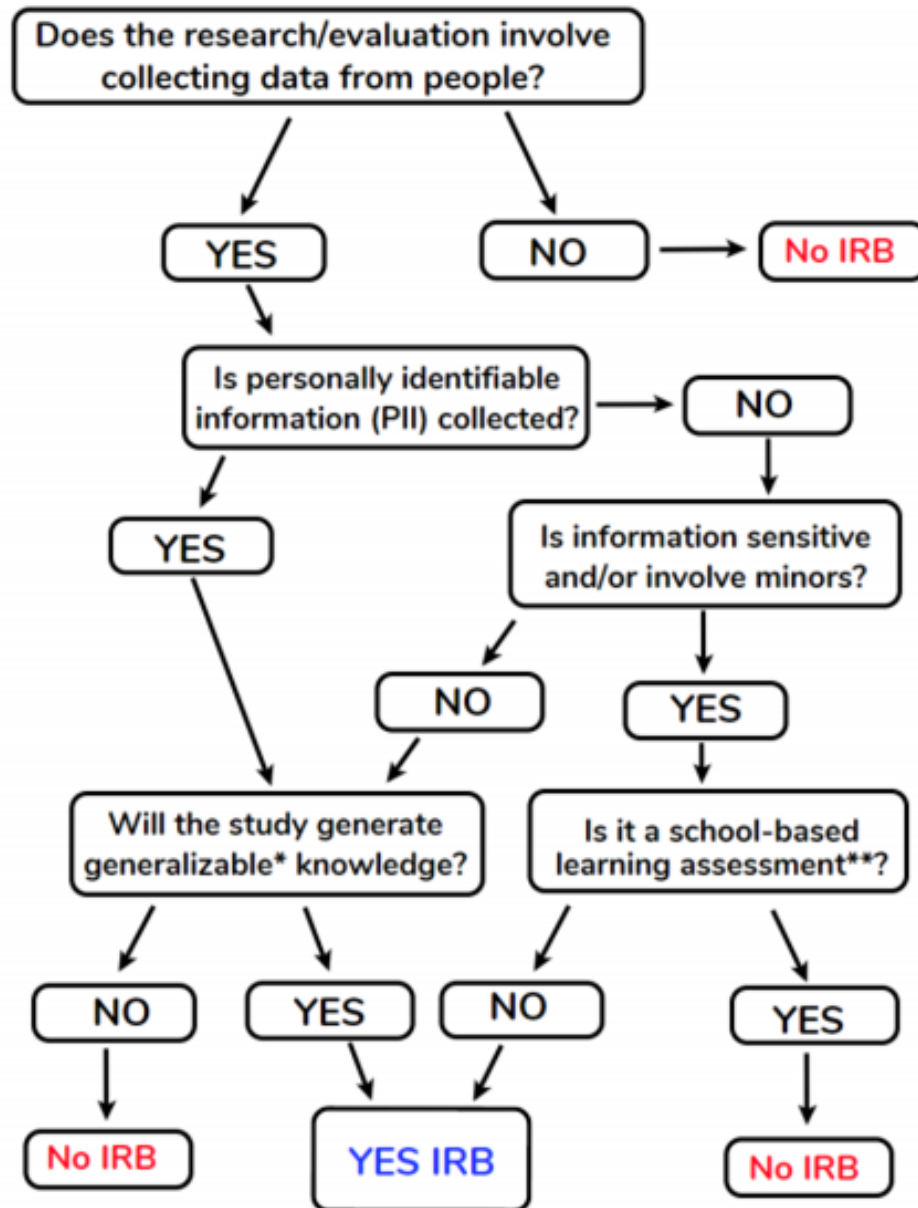 Does the research/evaluation involve
collecting data from people?
YES
NO
No IRB
Is personally identifiable
information (PII) collected?
NO
YES
Is information sensitive
and/or involve minors?
NO
YES
Will the study generate
generalizable* knowledge?
Is it a school-based
learning assessment**?
NO
YES
NO
YES
No IRB
YES IRB
No IRB